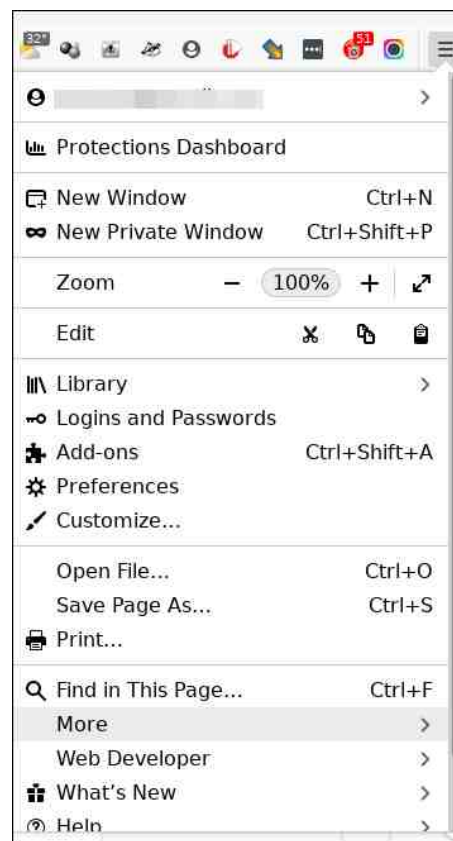 32°
51
Protections Dashboard
New Window Ctrl+N
New Private Window Ctrl+Shift+P
Zoom − 100% +
Edit
Library
Logins and Passwords
Add-ons Ctrl+Shift+A
Preferences
Customize…
Open File… Ctrl+O
Save Page As… Ctrl+S
Print…
Find in This Page… Ctrl+F
More
Web Developer
What’s New
Help